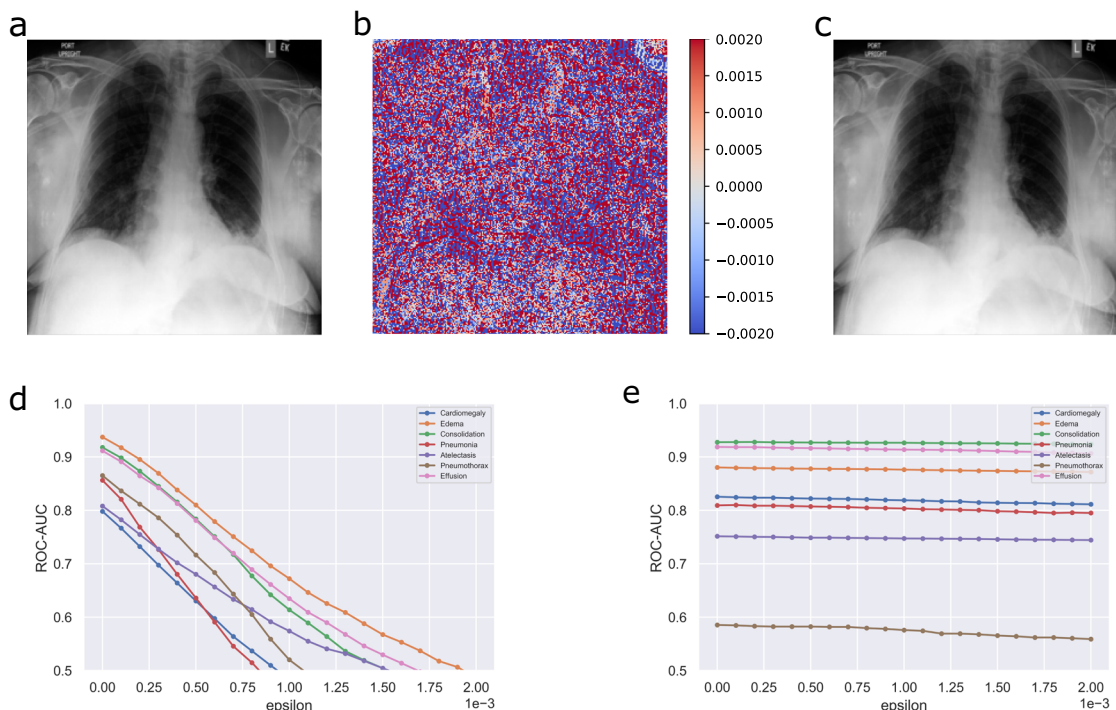 a
b
c
PORT
UPRIGHT
L
EK
0.0020
0.0015
0.0010
0.0005
0.0000
−0.0005
−0.0010
−0.0015
−0.0020
PORT
UPRIGHT
L
EK
d
1.0
0.9
0.8
0.7
0.6
0.5
ROC-AUC
Cardiomegaly
Edema
Consolidation
Pneumonia
Atelectasis
Pneumothorax
Effusion
0.00 0.25 0.50 0.75 1.00 1.25 1.50 1.75 2.00
epsilon
1e−3
e
1.0
0.9
0.8
0.7
0.6
0.5
ROC-AUC
Cardiomegaly
Edema
Consolidation
Pneumonia
Atelectasis
Pneumothorax
Effusion
0.00 0.25 0.50 0.75 1.00 1.25 1.50 1.75 2.00
epsilon
1e−3